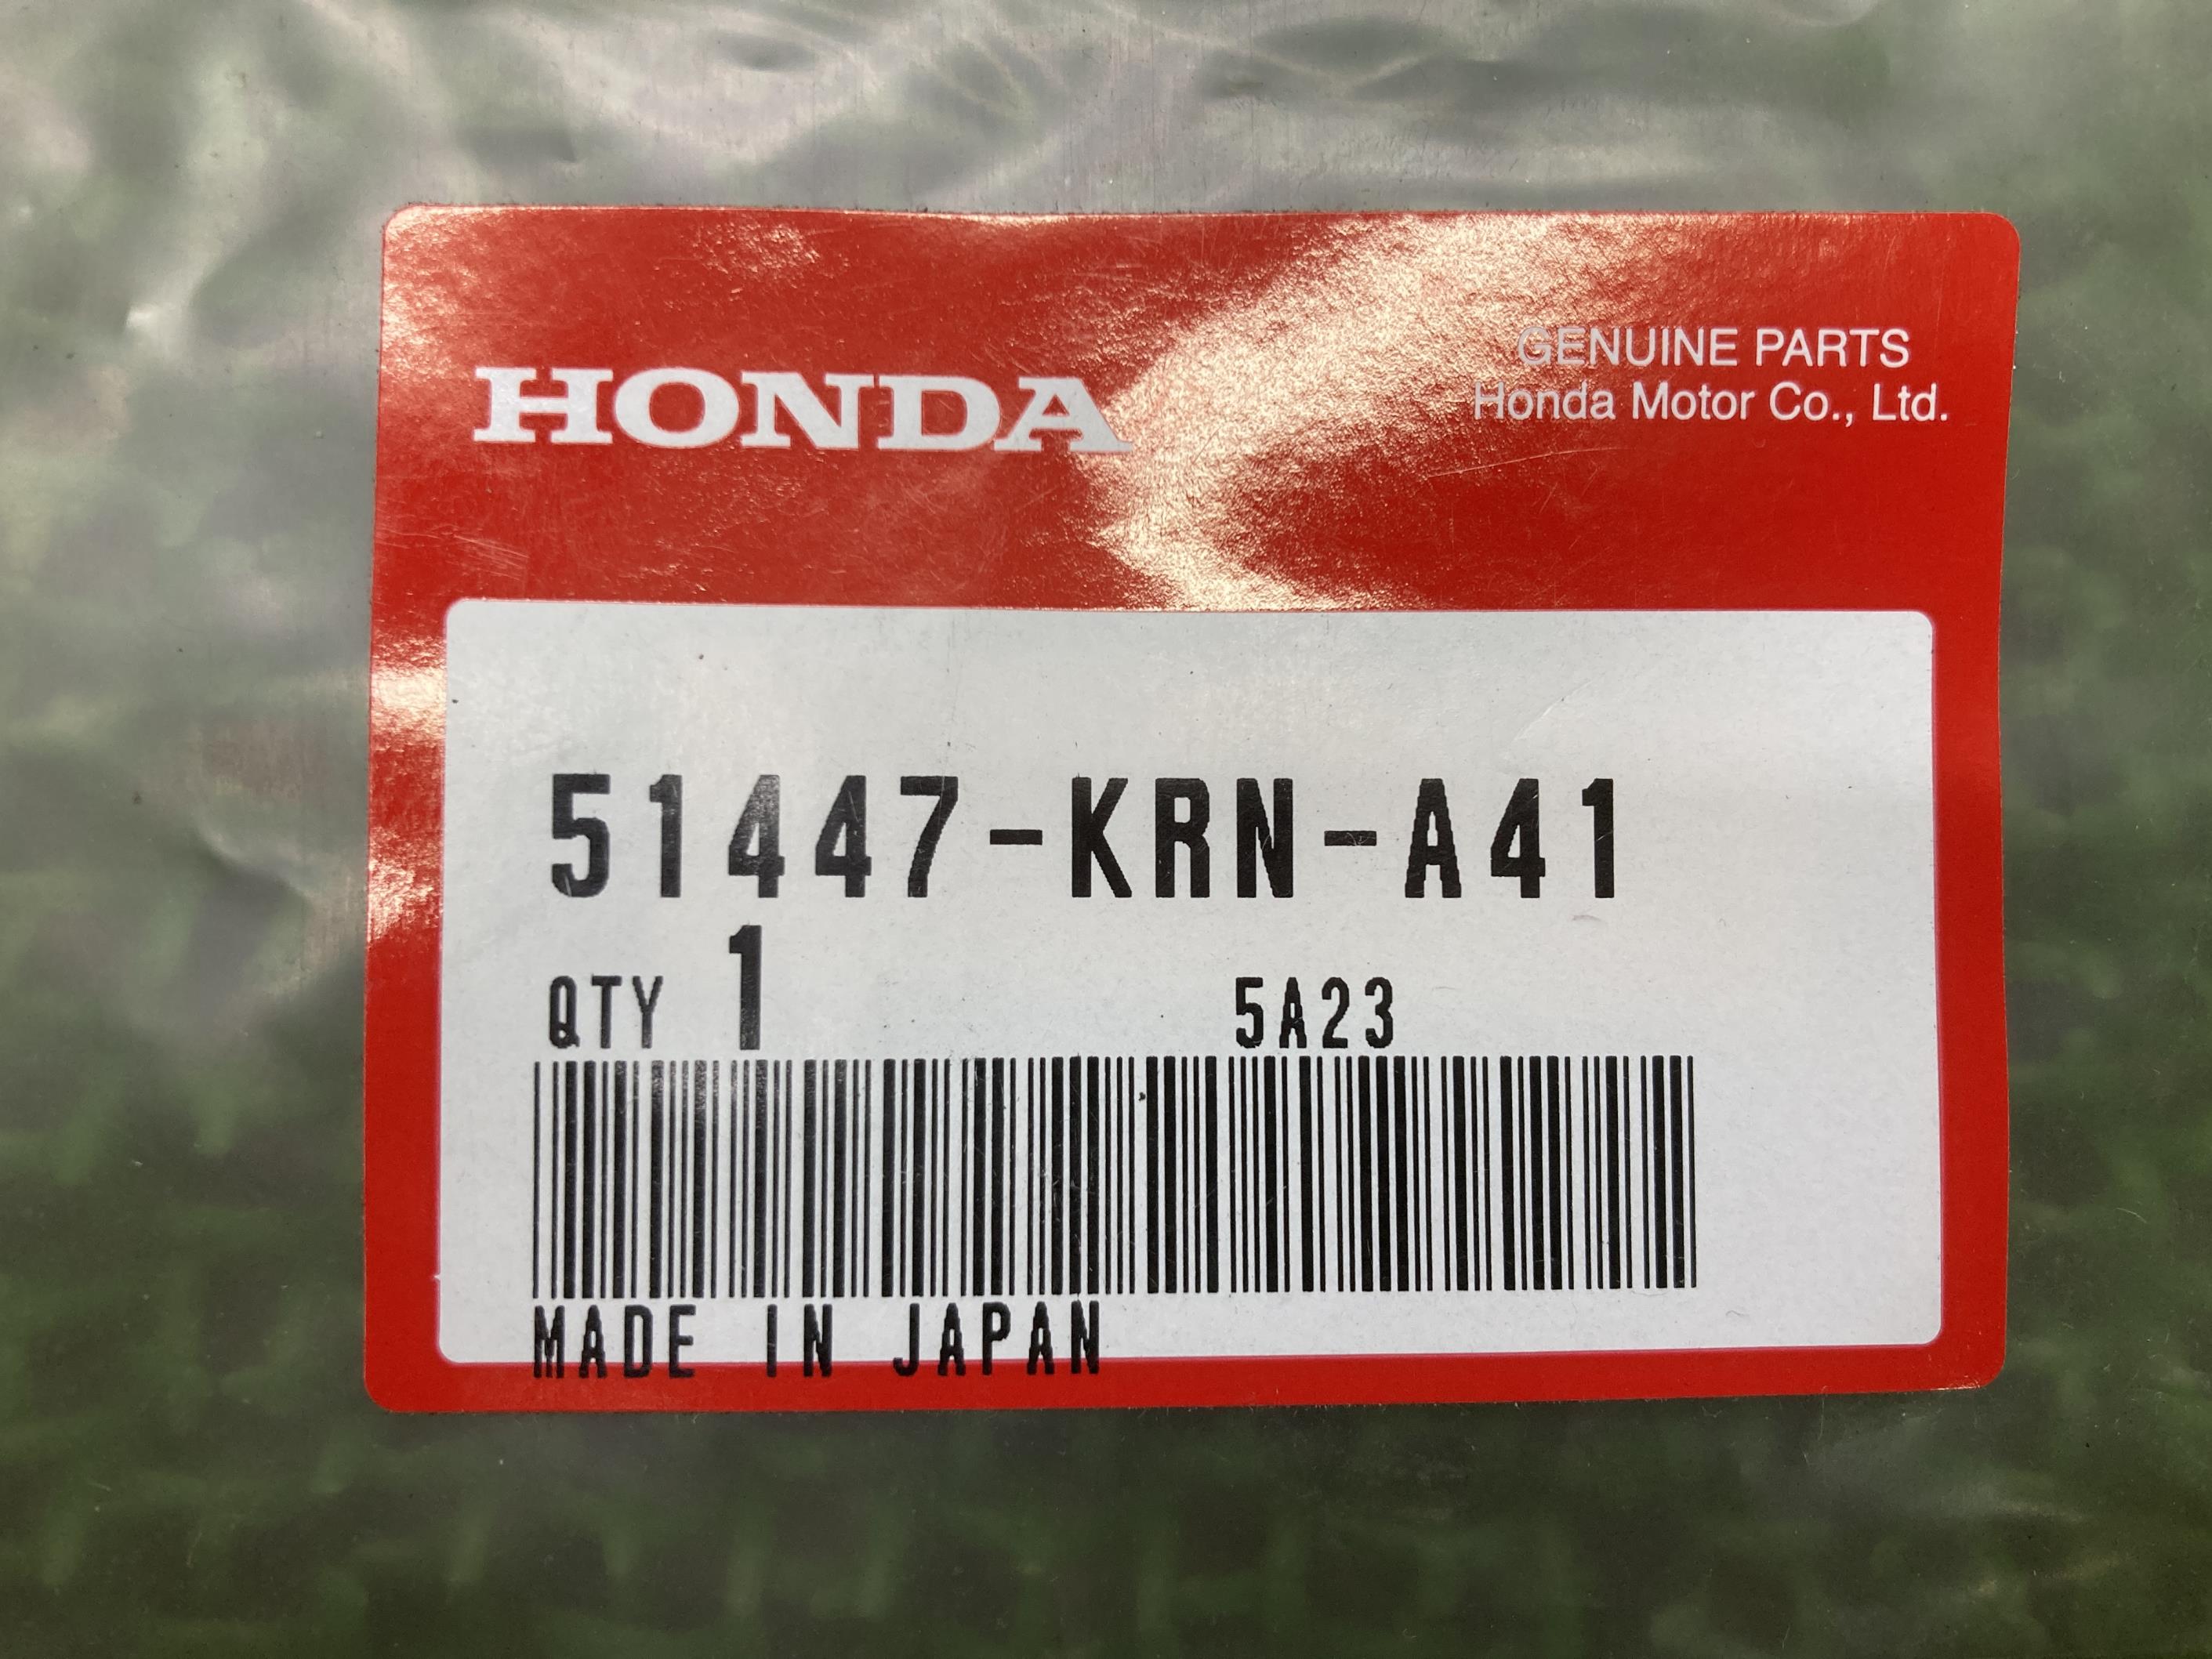 HONDA
GENUINE PARTS
Honda Motor Co., Ltd.
51447-KRN-A41
QTY 1 5A23
MADE IN JAPAN